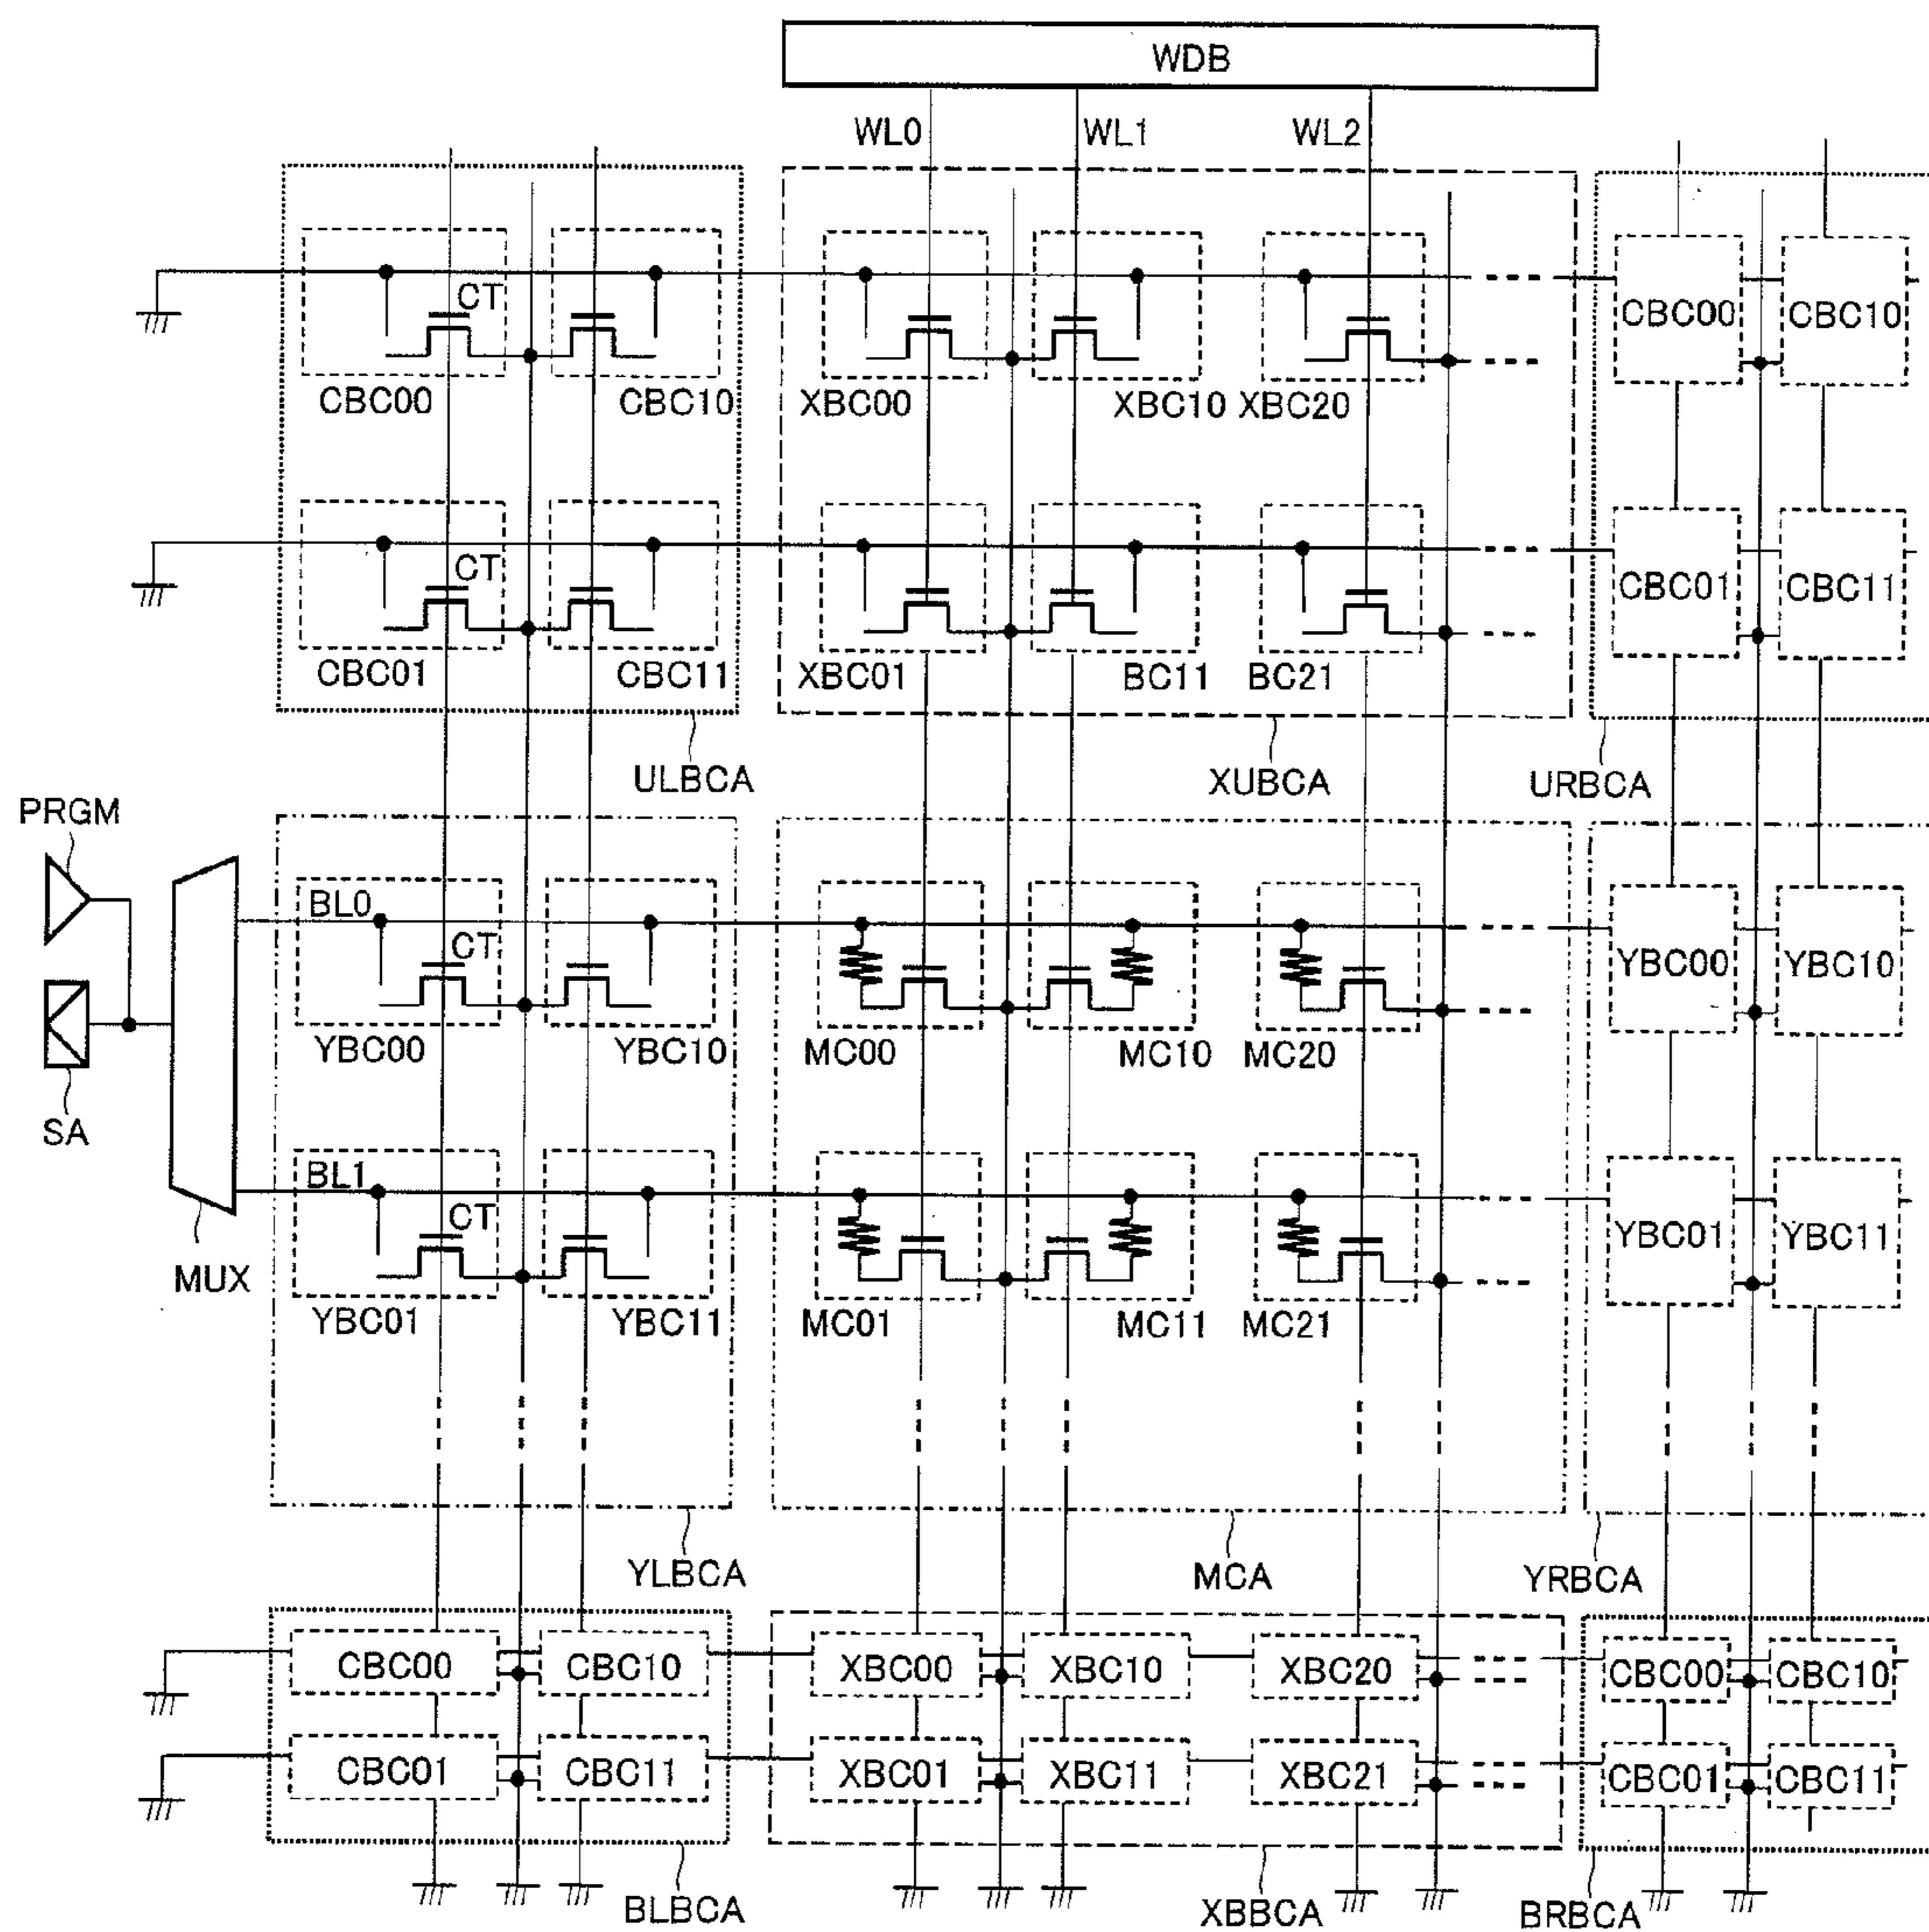 WDB
WL0 WL1 WL2
CT CBC00 CBC10
CBC00 CBC10 XBC00 XBC10 XBC20
CT CBC01 CBC11
CBC01 CBC11 XBC01 BC11 BC21
ULBCA XUBCA URBCA
PRGM
BL0 CT YBC00 YBC10
YBC00 YBC10 MC00 MC10 MC20
SA
BL1 CT YBC01 YBC11
MUX YBC01 YBC11 MC01 MC11 MC21
YLBCA MCA YRBCA
CBC00 CBC10 XBC00 XBC10 XBC20 CBC00 CBC10
CBC01 CBC11 XBC01 XBC11 XBC21 CBC01 CBC11
BLBCA XBBCA BRBCA